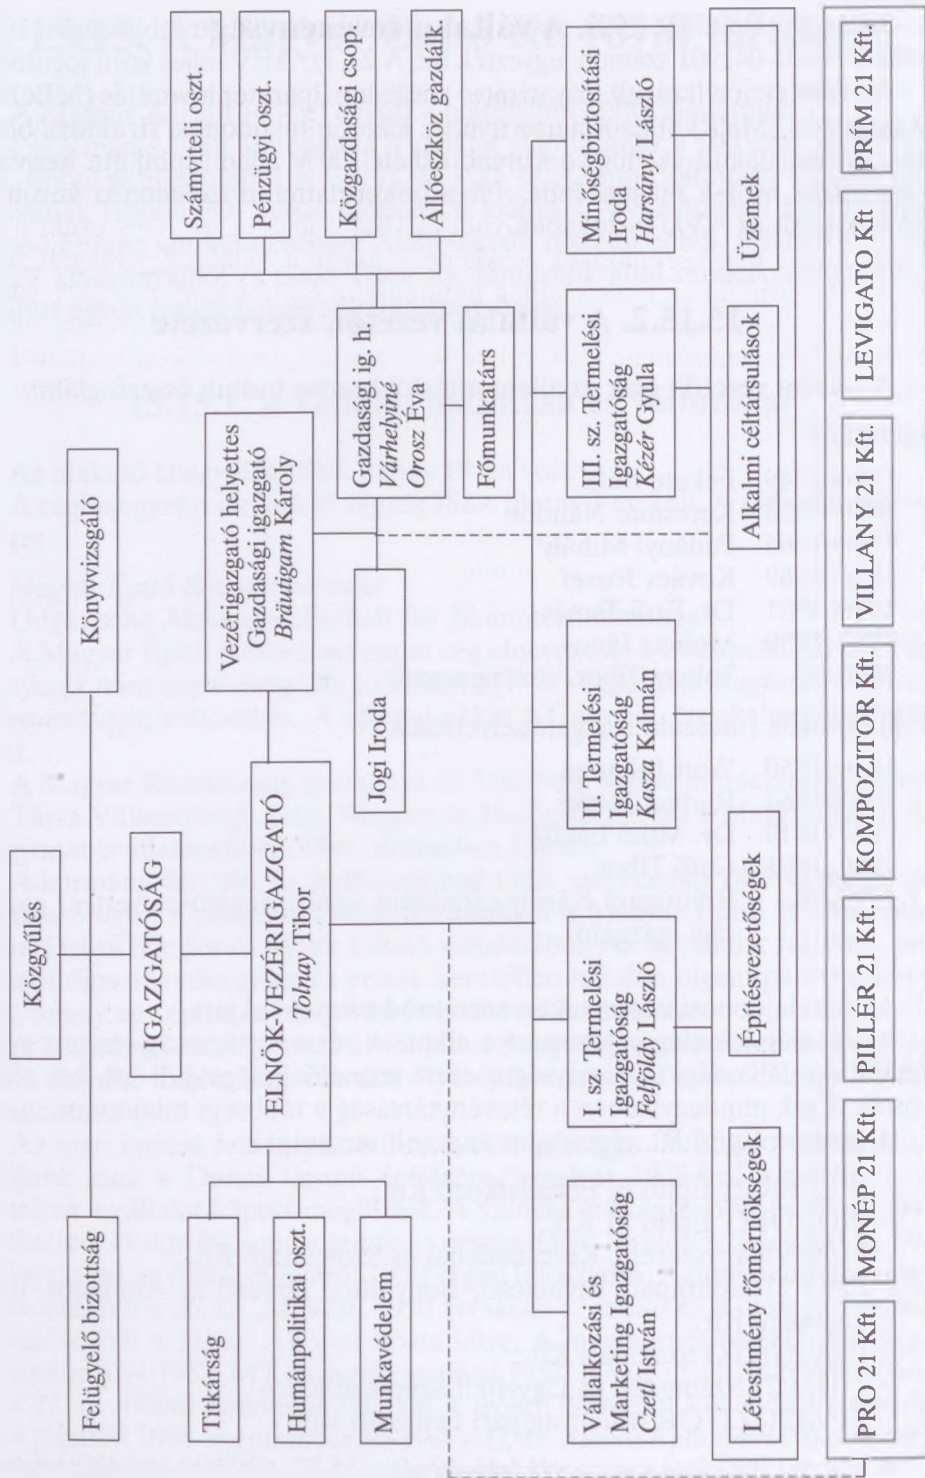 Közgyűlés
IGAZGATÓSÁG
Könyvvizsgáló
Felügyelő bizottság
ELNÖK-VEZÉRIGAZGATÓ
Tolnay Tibor
Vezérigazgató helyettes
Gazdasági igazgató
Bräutigam Károly
Számviteli oszt.
Pénzügyi oszt.
Közgazdasági csop.
Állóeszköz gazdálk.
Titkárság
Humánpolitikai oszt.
Munkavédelem
Jogi Iroda
Gazdasági ig. h.
Várhelyiné
Orosz Éva
Főmunkatárs
Vállalkozási és
Marketing Igazgatóság
Czeil István
I. sz. Termelési
Igazgatóság
Felföldy László
II. Termelési
Igazgatóság
Kasza Kálmán
III. sz. Termelési
Igazgatóság
Kézér Gyula
Minőségbiztosítási
Iroda
Harsányi László
Létesítmény főmérnökségek
Építésvezetőségek
Alkalmi céltársulások
Üzemek
PRO 21 Kft.
MONEP 21 Kft.
PILLER 21 Kft.
KOMPOZITOR Kft.
VILLANY 21 Kft.
LEVIGATO Kft.
PRIM 21 Kft.